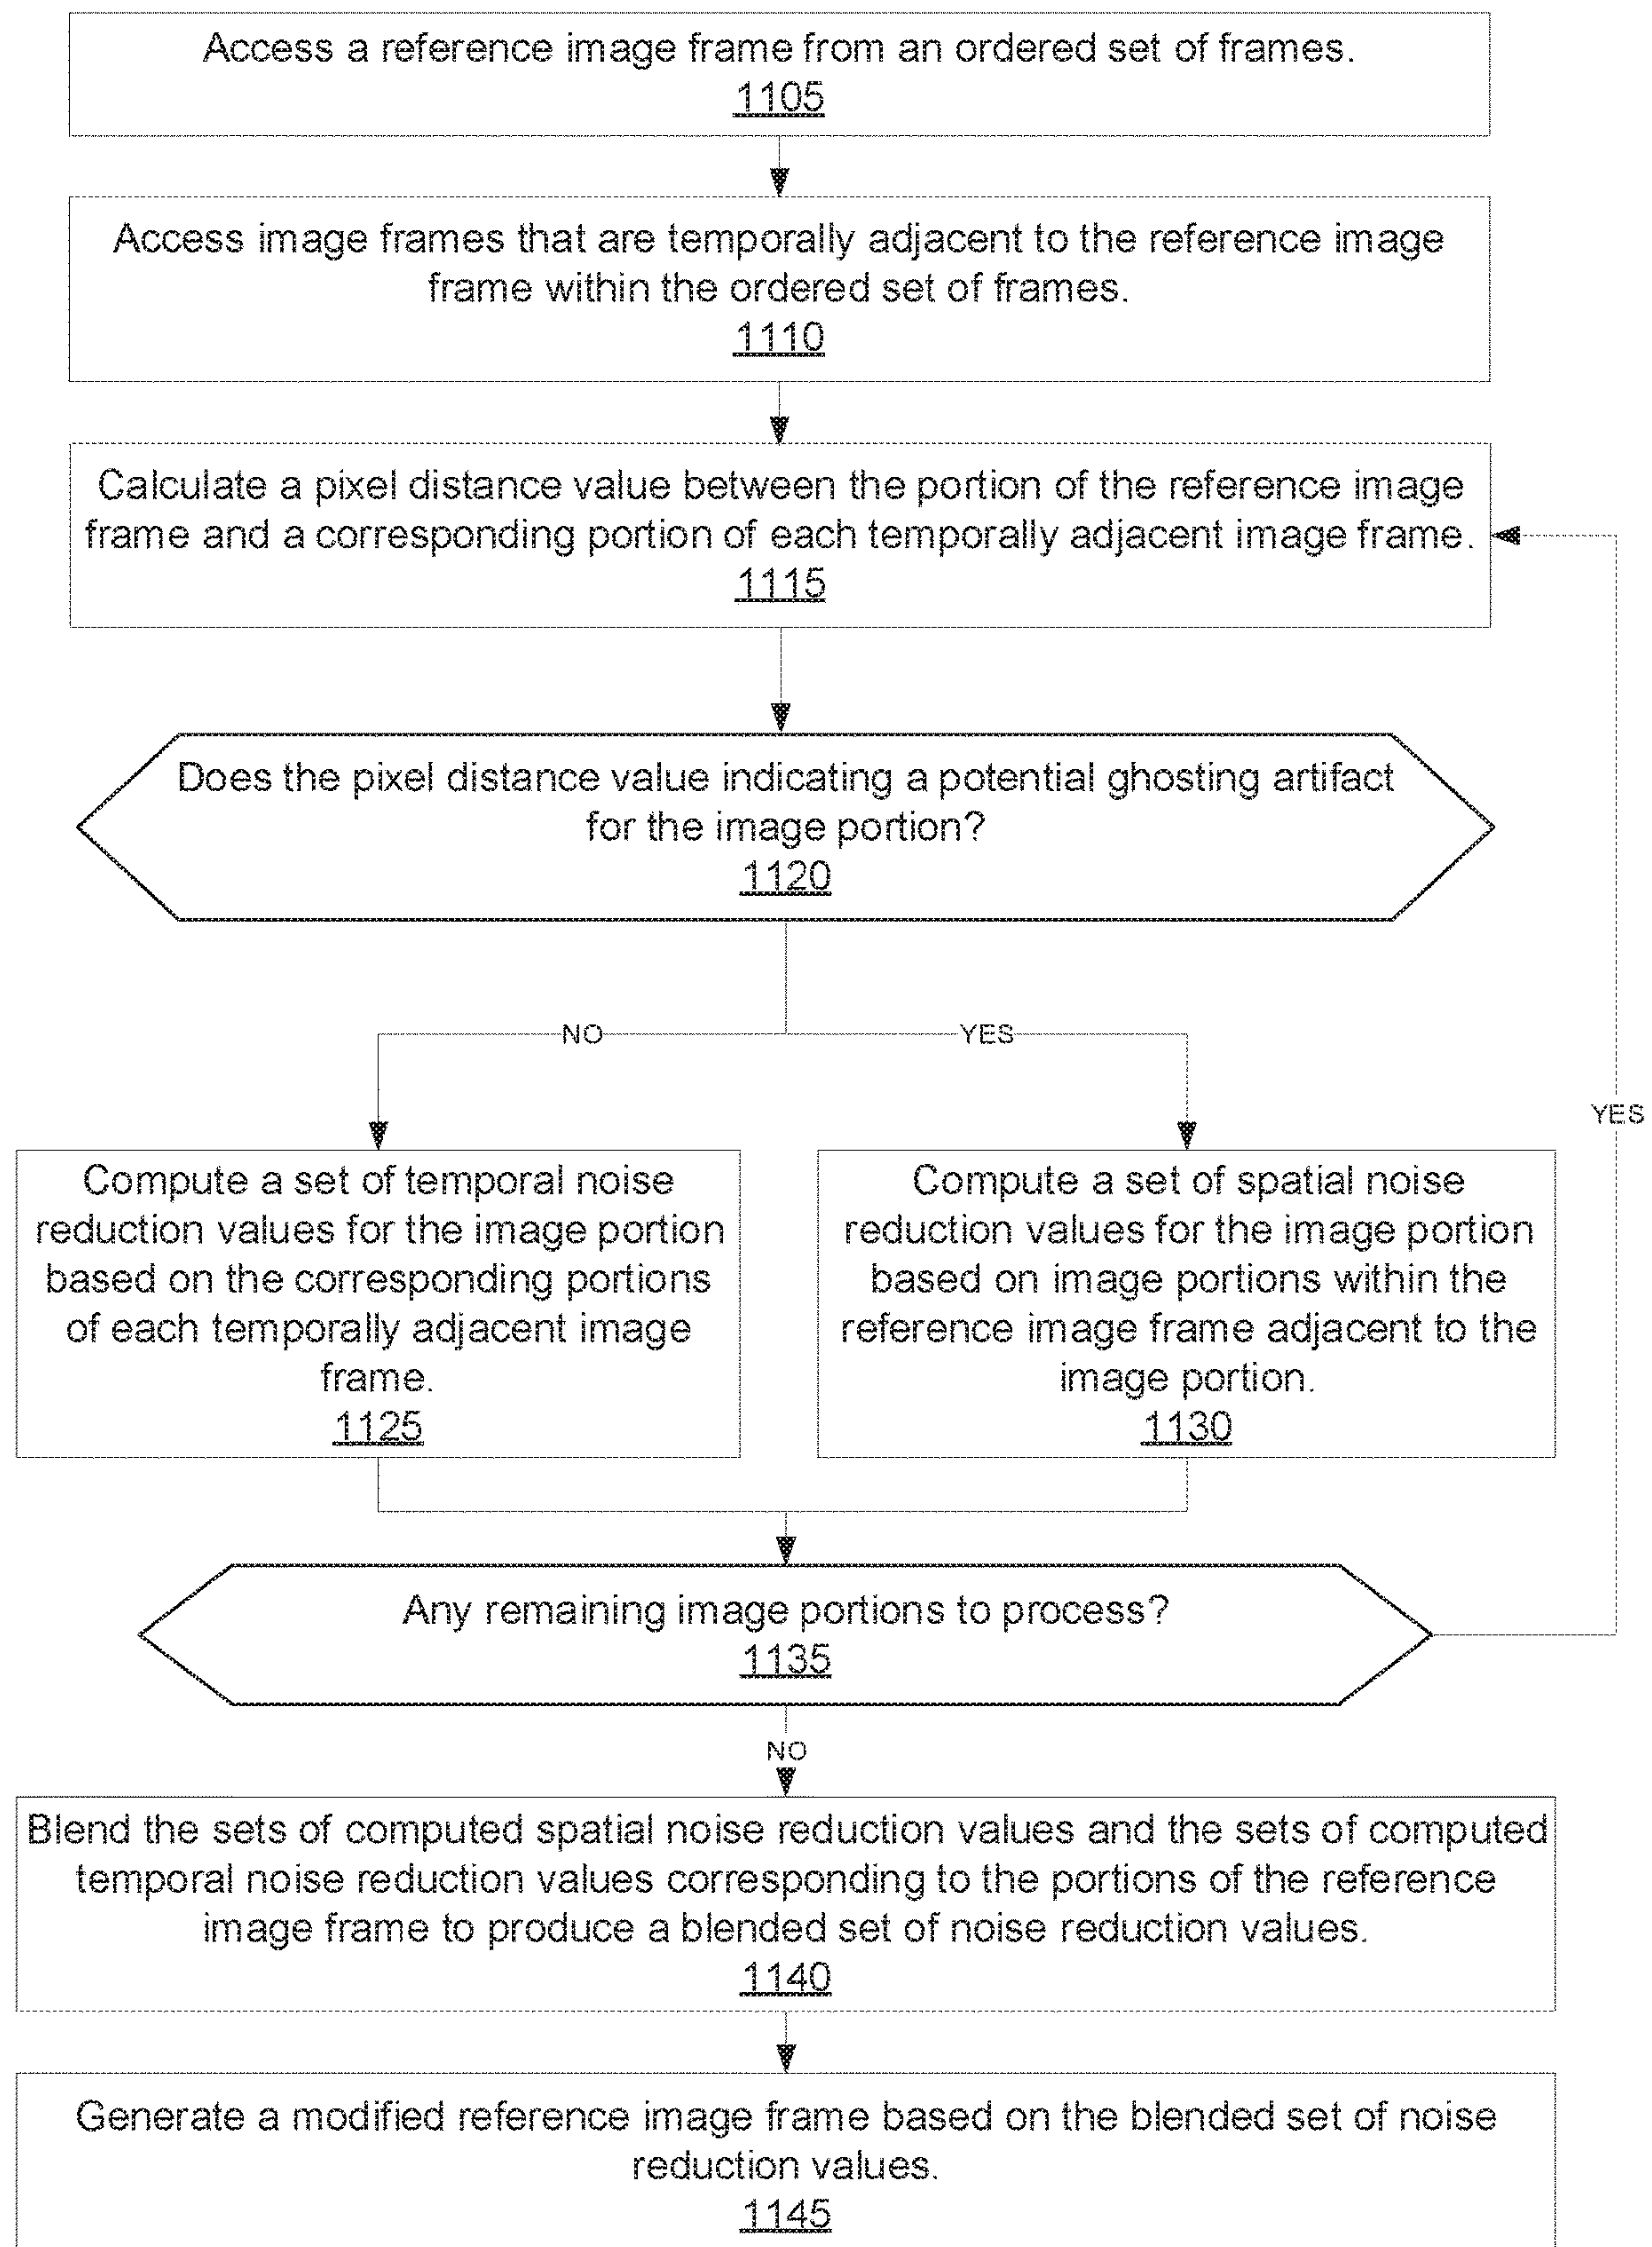 Access a reference image frame from an ordered set of frames.
1105
Access image frames that are temporally adjacent to the reference image
frame within the ordered set of frames.
1110
Calculate a pixel distance value between the portion of the reference image
frame and a corresponding portion of each temporally adjacent image frame.
1115
Does the pixel distance value indicating a potential ghosting artifact
for the image portion?
1120
NO
YES
YES
Compute a set of temporal noise
reduction values for the image portion
based on the corresponding portions
of each temporally adjacent image
frame.
1125
Compute a set of spatial noise
reduction values for the image portion
based on image portions within the
reference image frame adjacent to the
image portion.
1130
Any remaining image portions to process?
1135
NO
Blend the sets of computed spatial noise reduction values and the sets of computed
temporal noise reduction values corresponding to the portions of the reference
image frame to produce a blended set of noise reduction values.
1140
Generate a modified reference image frame based on the blended set of noise
reduction values.
1145